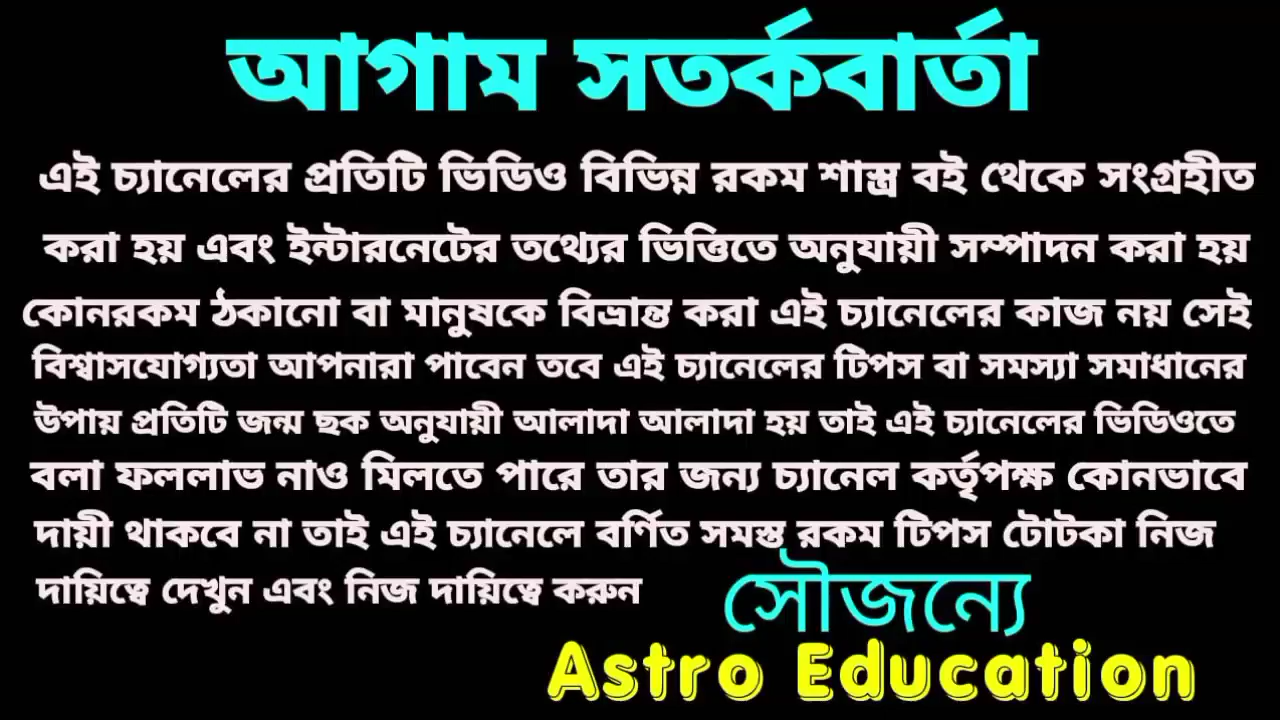 আগাম সতর্কবার্তা
এই চ্যানেলের প্রতিটি ভিডিও বিভিন্ন রকম শাস্ত্র বই থেকে সংগ্রহীত
করা হয় এবং ইন্টারনেটের তথ্যের ভিত্তিতে অনুযায়ী সম্পাদন করা হয়
কোনরকম ঠকানো বা মানুষকে বিভ্রান্ত করা এই চ্যানেলের কাজ নয় সেই
বিশ্বাসযোগ্যতা আপনারা পাবেন তবে এই চ্যানেলের টিপস বা সমস্যা সমাধানের
উপায় প্রতিটি জন্ম ছক অনুযায়ী আলাদা আলাদা হয় তাই এই চ্যানেলের ভিডিওতে
বলা ফললাভ নাও মিলতে পারে তার জন্য চ্যানেল কর্তৃপক্ষ কোনভাবে
দায়ী থাকবে না তাই এই চ্যানেলে বর্ণিত সমস্ত রকম টিপস টোটকা নিজ
দায়িত্বে দেখুন এবং নিজ দায়িত্বে করুন
সৌজন্যে
Astro Education